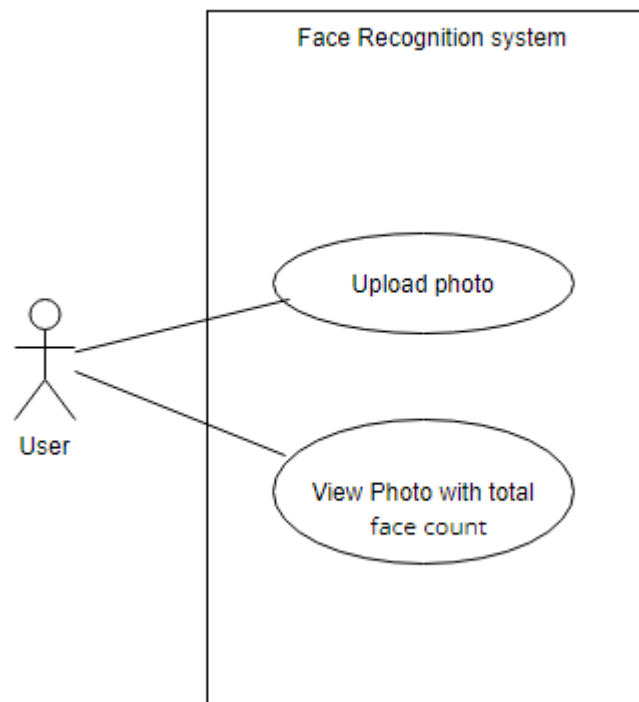 Face Recognition system
Upload photo
User
View Photo with total
face count